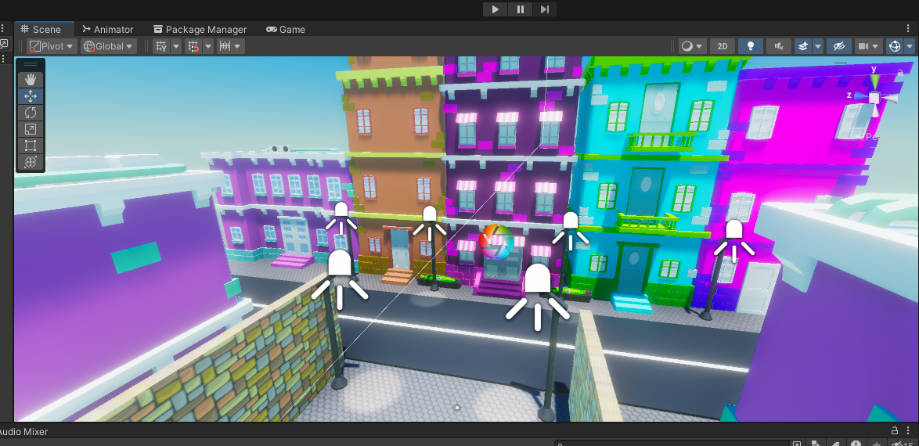 Scene Animator Package Manager Game
Pivot Global 2D
y
z
Audio Mixer